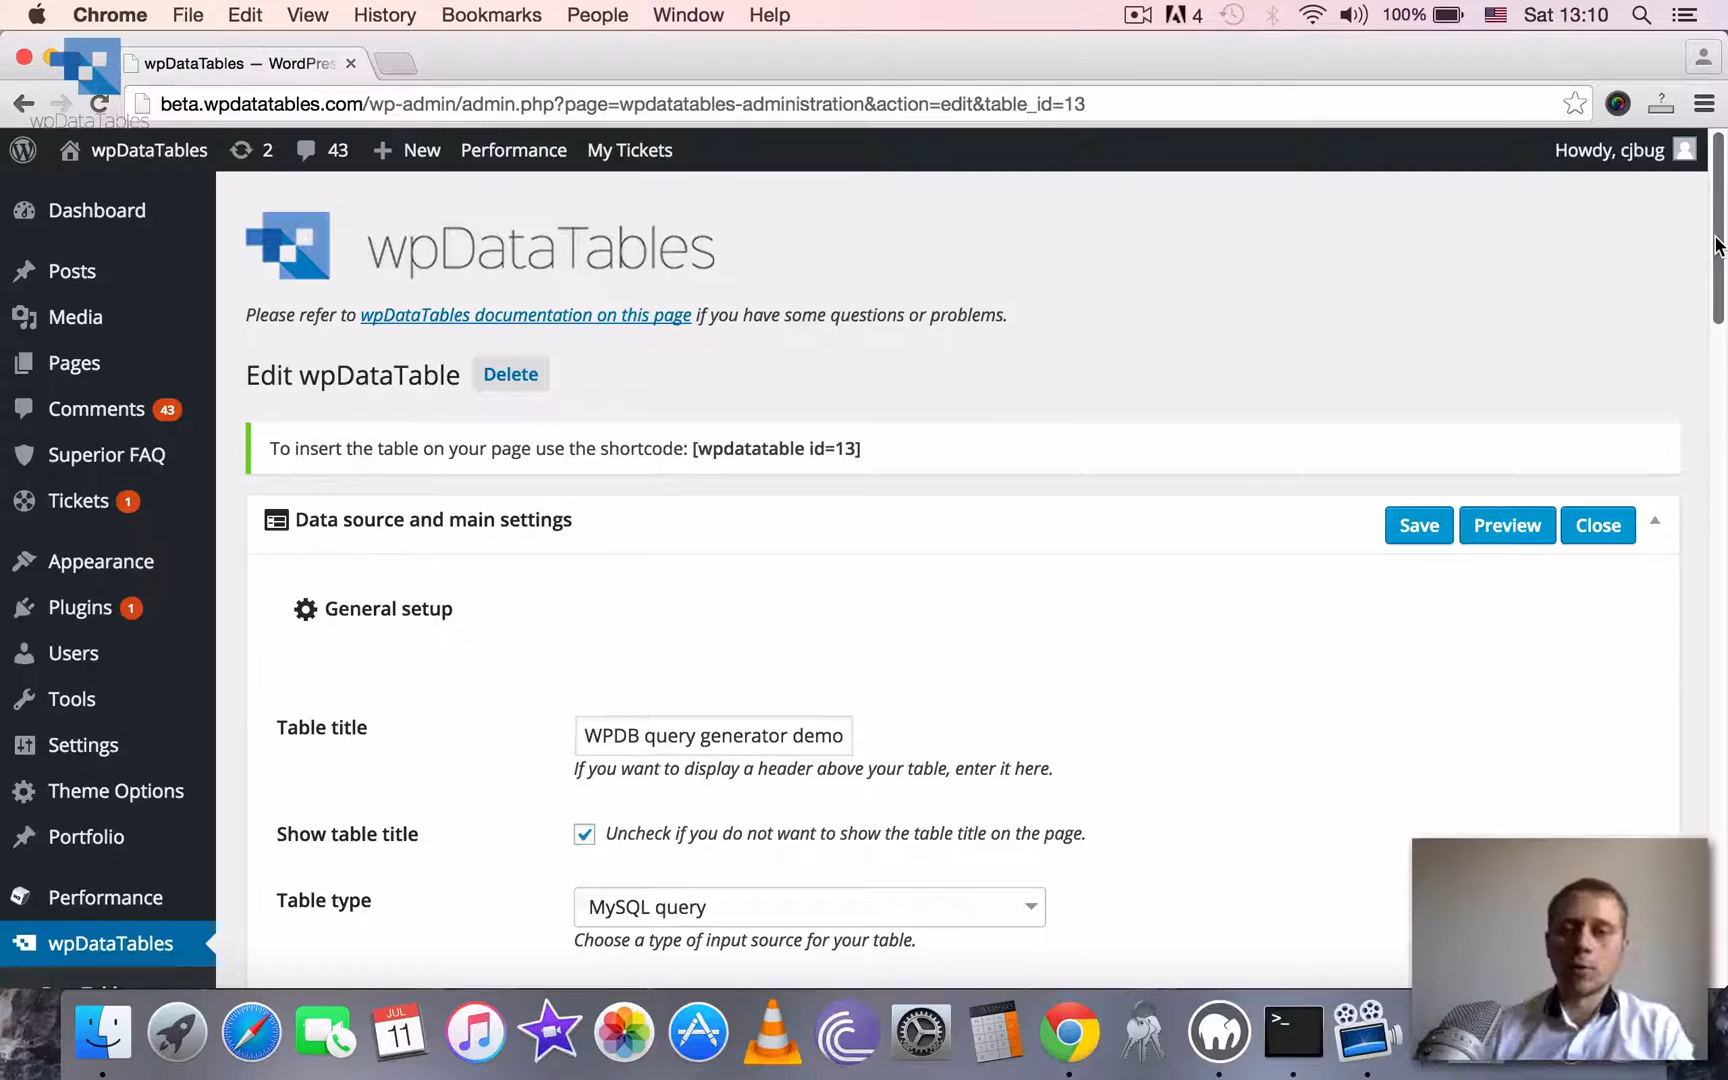 Chrome File Edit View History Bookmarks People Window Help 4 100% Sat 13:10
wpDataTables — WordPres
beta.wpdatatables.com/wp-admin/admin.php?page=wpdatatables-administration&action=edit&table_id=13
wpDataTables
wpDataTables 2 43 New Performance My Tickets Howdy, cjbug
Dashboard
Posts
Media
Pages
Comments 43
Superior FAQ
Tickets 1
Appearance
Plugins 1
Users
Tools
Settings
Theme Options
Portfolio
Performance
wpDataTables
wpDataTables
Please refer to wpDataTables documentation on this page if you have some questions or problems.
Edit wpDataTable Delete
To insert the table on your page use the shortcode: [wpdatatable id=13]
Data source and main settings Save Preview Close
General setup
Table title WPDB query generator demo
If you want to display a header above your table, enter it here.
Show table title Uncheck if you do not want to show the table title on the page.
Table type MySQL query
Choose a type of input source for your table.
JUL
11